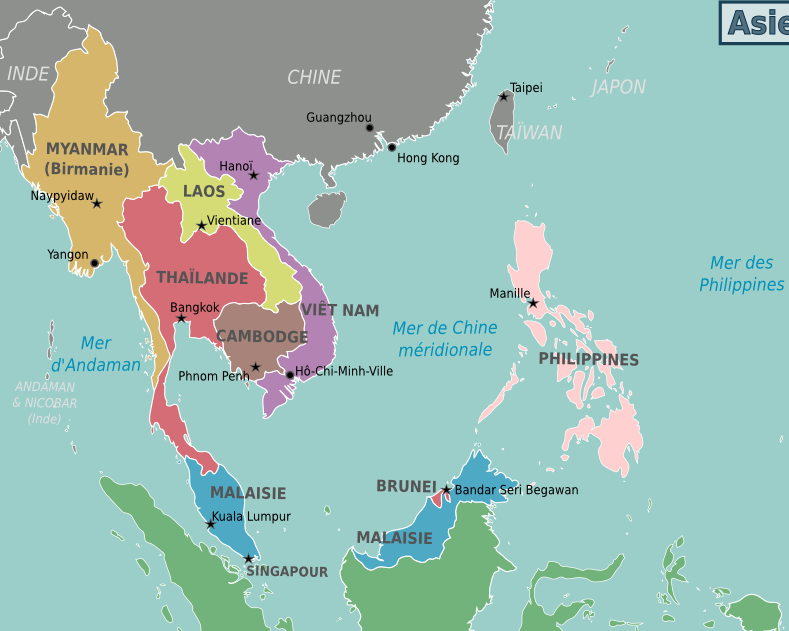 Asie
INDE
CHINE
JAPON
Taipei
TAÏWAN
Guangzhou
Hong Kong
MYANMAR
(Birmanie)
Hanoï
LAOS
Naypyidaw
Vientiane
Yangon
THAÏLANDE
Mer des
Philippines
Manille
Bangkok
VIÊT NAM
CAMBODGE
Mer de Chine
méridionale
Mer
d'Andaman
PHILIPPINES
Phnom Penh
Hô-Chi-Minh-Ville
ANDAMAN
& NICOBAR
(Inde)
BRUNEI
Bandar Seri Begawan
MALAISIE
Kuala Lumpur
MALAISIE
SINGAPOUR